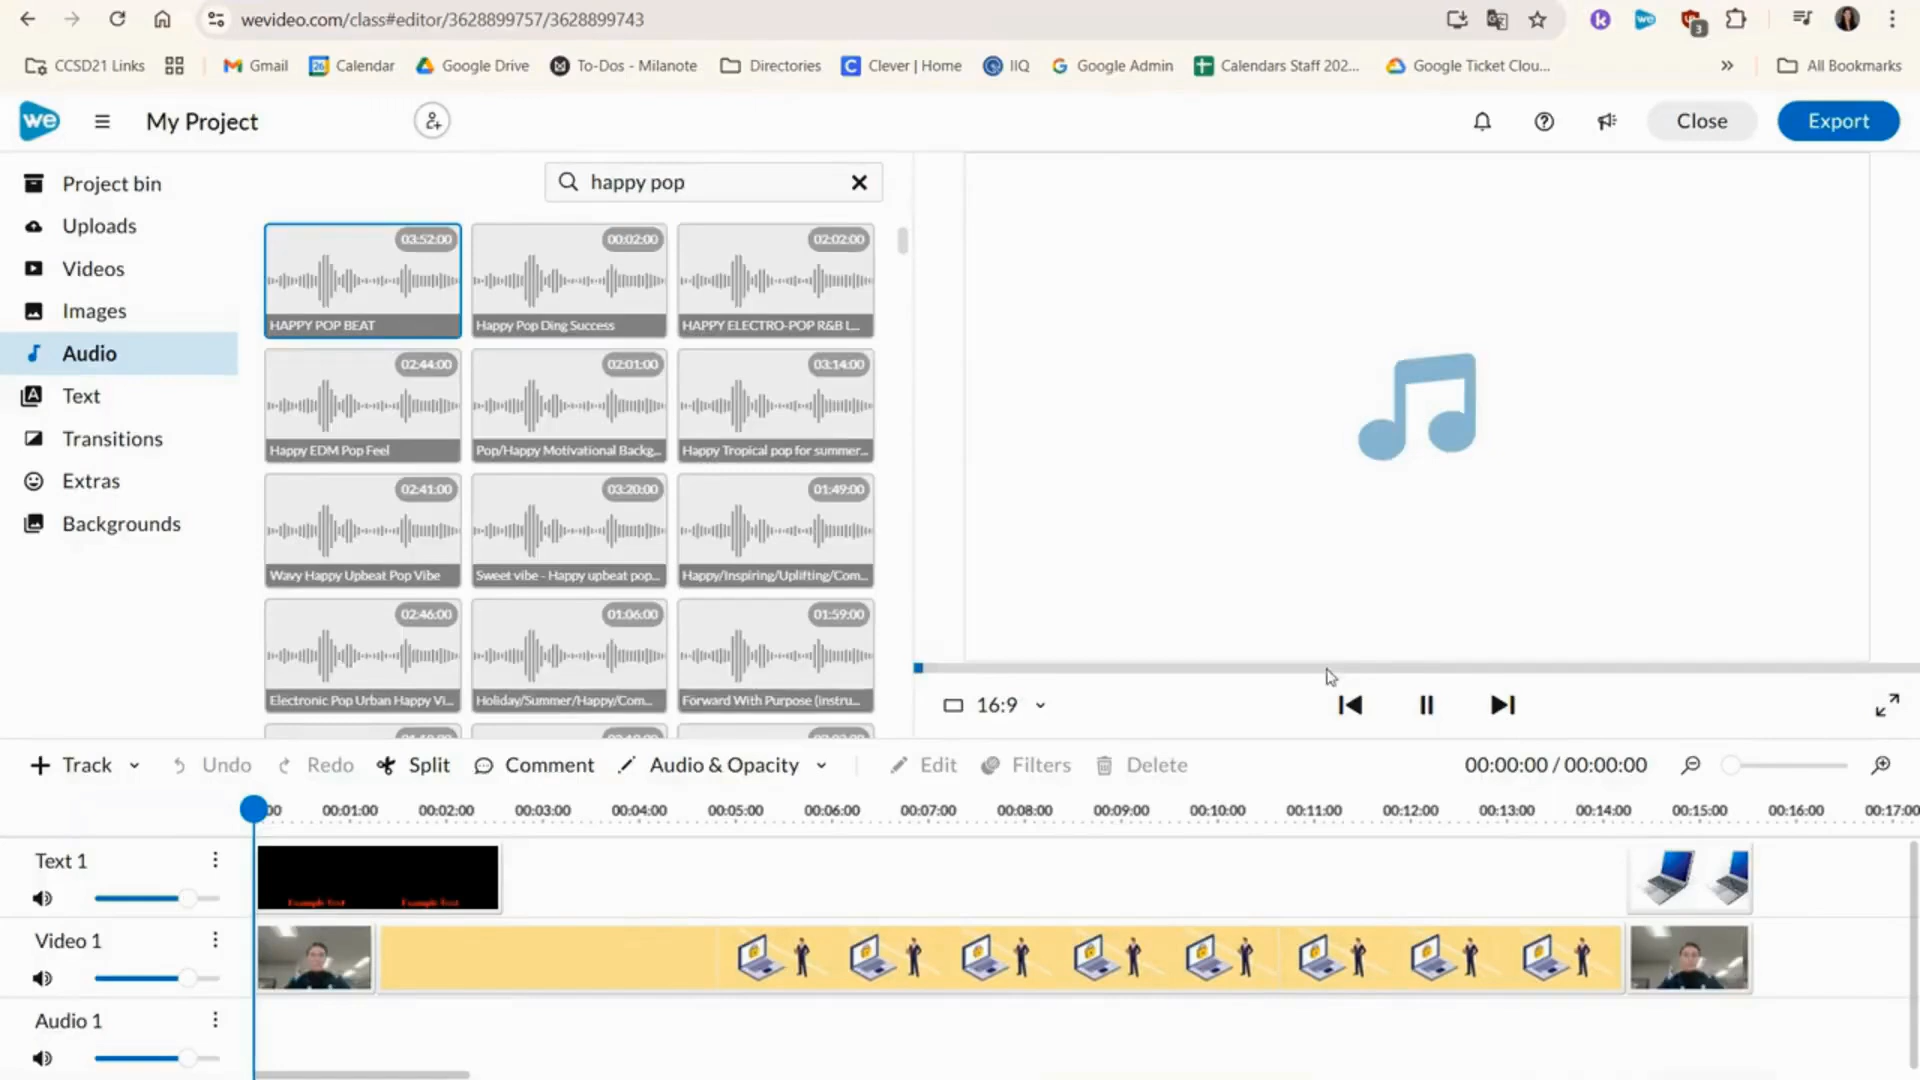 wevideo.com/class#editor/3628899757/3628899743
3
CCSD21 Links
Gmail
26
Calendar
Google Drive
To-Dos - Milanote
Directories
Clever | Home
IIQ
Google Admin
Calendars Staff 202...
Google Ticket Clou...
All Bookmarks
we
My Project
Close
Export
Project bin
Uploads
Videos
Images
Audio
Text
Transitions
Extras
Backgrounds
happy pop
03:52:00
00:02:00
02:02:00
HAPPY POP BEAT
Happy Pop Ding Success
HAPPY ELECTRO-POP R&B L...
02:44:00
02:01:00
03:14:00
Happy EDM Pop Feel
Pop/Happy Motivational Backg...
Happy Tropical pop for summer...
02:41:00
03:20:00
01:49:00
Wavy Happy Upbeat Pop Vibe
Sweet vibe - Happy upbeat pop...
Happy/Inspiring/Uplifting/Com...
02:46:00
01:06:00
01:59:00
Electronic Pop Urban Happy Vi...
Holiday/Summer/Happy/Com...
Forward With Purpose (instru...
16:9
Track
Undo
Redo
Split
Comment
Audio & Opacity
Edit
Filters
Delete
00:00:00 / 00:00:00
:00
00:01:00
00:02:00
00:03:00
00:04:00
00:05:00
00:06:00
00:07:00
00:08:00
00:09:00
00:10:00
00:11:00
00:12:00
00:13:00
00:14:00
00:15:00
00:16:00
00:17:00
Text 1
Example Text
Example Text
Video 1
Audio 1